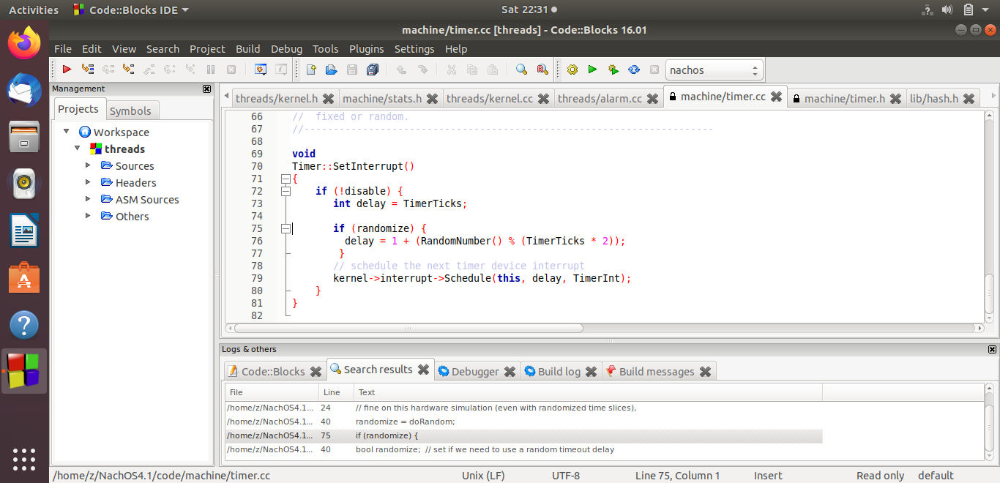 Activities Code::Blocks IDE Sat 22:31
machine/timer.cc [threads] - Code::Blocks 16.01
File Edit View Search Project Build Debug Tools Plugins Settings Help
nachos
Management
Projects Symbols
Workspace
threads
Sources
Headers
ASM Sources
Others
threads/kernel.h machine/stats.h threads/kernel.cc threads/alarm.cc machine/timer.cc machine/timer.h lib/hash.h
66 //  fixed or random.
67 //----------------------------------------------------------------------
68
69 void
70 Timer::SetInterrupt()
71 {
72     if (!disable) {
73        int delay = TimerTicks;
74
75        if (randomize) {
76          delay = 1 + (RandomNumber() % (TimerTicks * 2));
77         }
78        // schedule the next timer device interrupt
79        kernel->interrupt->Schedule(this, delay, TimerInt);
80     }
81 }
82
Logs & others
Code::Blocks Search results Debugger Build log Build messages
File Line Text
/home/z/NachOS4.1... 24 // fine on this hardware simulation (even with randomized time slices),
/home/z/NachOS4.1... 40 randomize = doRandom;
/home/z/NachOS4.1... 75 if (randomize) {
/home/z/NachOS4.1... 40 bool randomize; // set if we need to use a random timeout delay
/home/z/NachOS4.1/code/machine/timer.cc Unix (LF) UTF-8 Line 75, Column 1 Insert Read only default